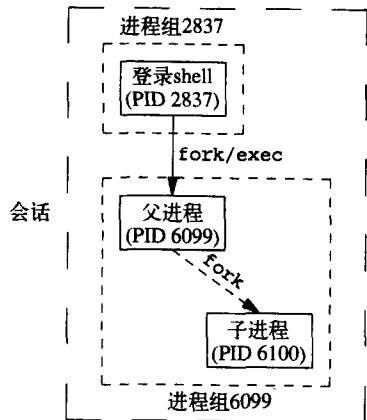 进程组2837
登录shell
(PID 2837)
fork/exec
会话
父进程
(PID 6099)
fork
子进程
(PID 6100)
进程组6099